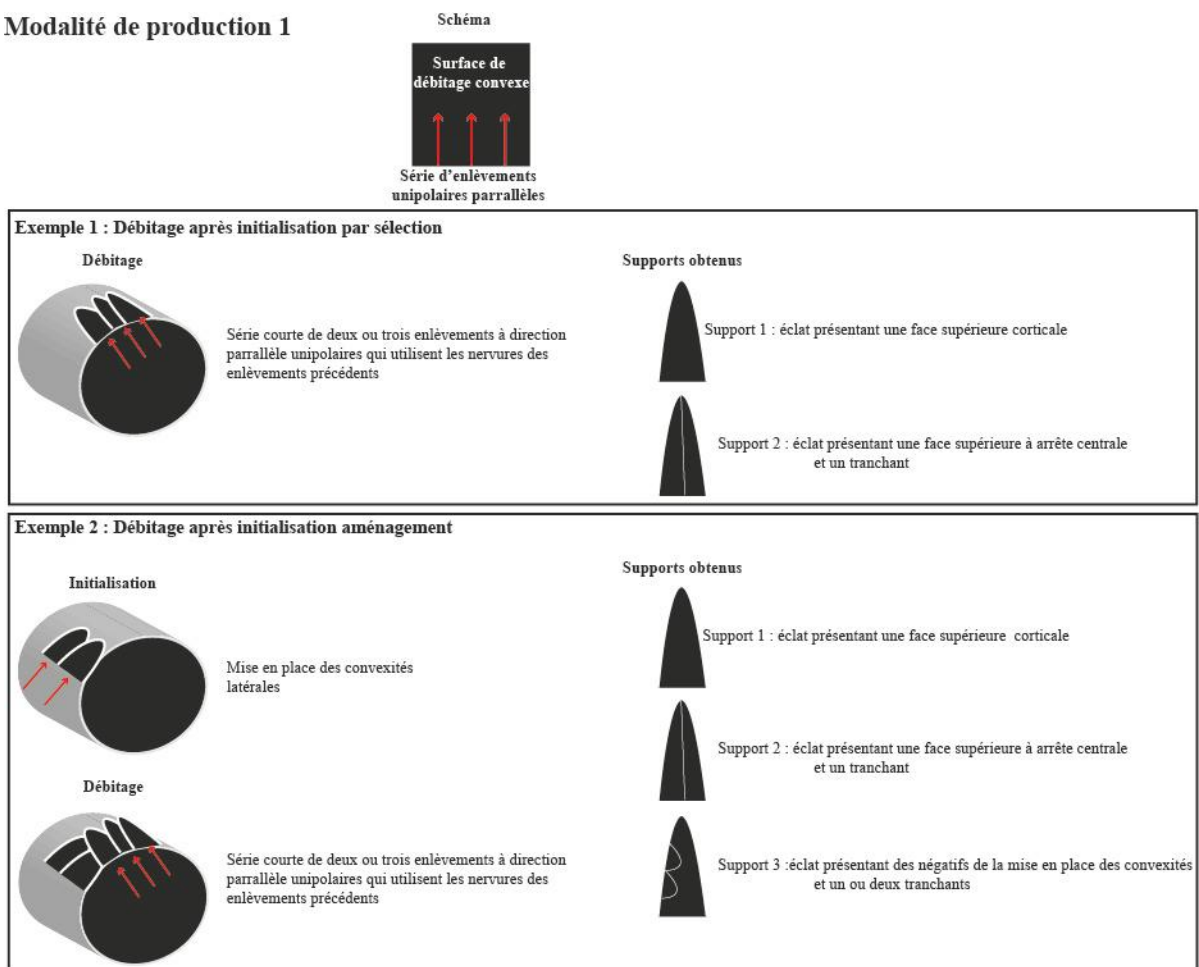 Modalité de production 1
Schéma
Surface de
débitage convexe
Série d'enlèvements
unipolaires parrallèles
Exemple 1 : Débitage après initialisation par sélection
Débitage
Série courte de deux ou trois enlèvements à direction
parrallèle unipolaires qui utilisent les nervures des
enlèvements précédents
Supports obtenus
Support 1 : éclat présentant une face supérieure corticale
Support 2 : éclat présentant une face supérieure à arrête centrale
et un tranchant
Exemple 2 : Débitage après initialisation aménagement
Initialisation
Mise en place des convexités
latérales
Débitage
Série courte de deux ou trois enlèvements à direction
parrallèle unipolaires qui utilisent les nervures des
enlèvements précédents
Supports obtenus
Support 1 : éclat présentant une face supérieure corticale
Support 2 : éclat présentant une face supérieure à arrête centrale
et un tranchant
Support 3 :éclat présentant des négatifs de la mise en place des convexités
et un ou deux tranchants